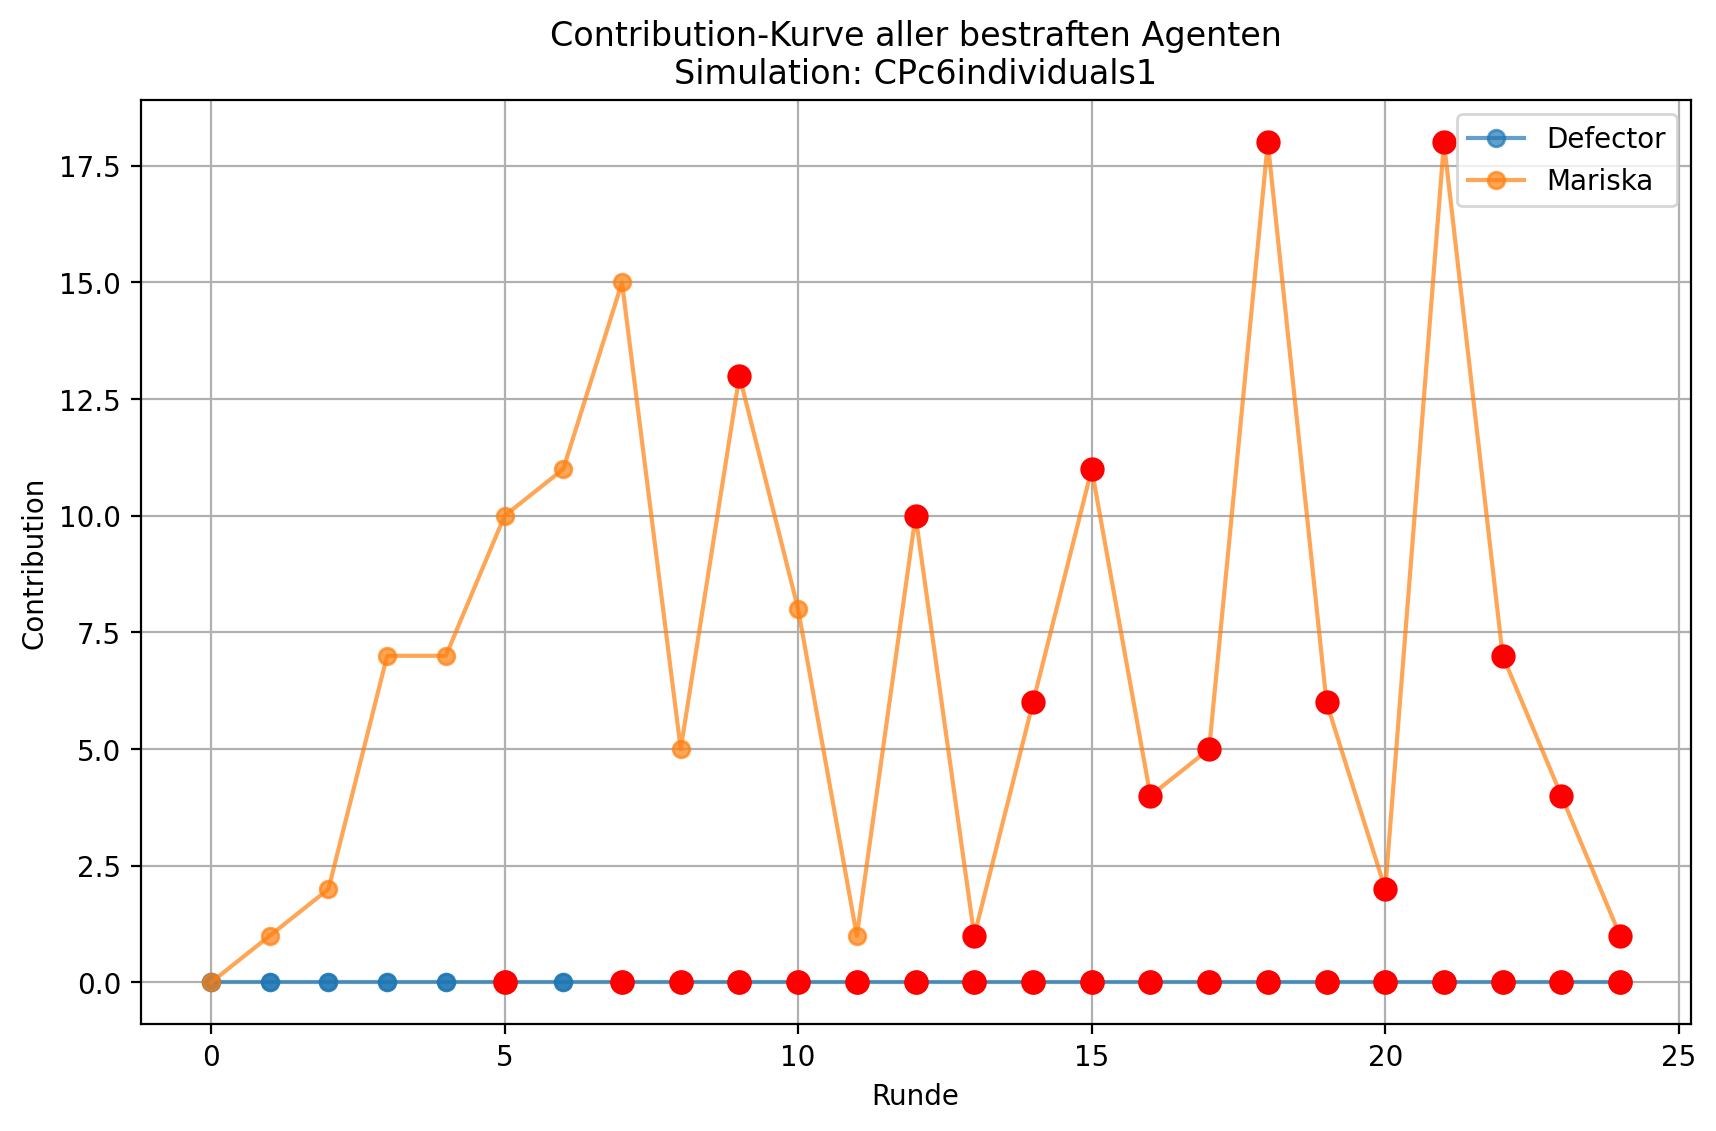 Contribution-Kurve aller bestraften Agenten
Simulation: CPc6individuals1
Defector
Mariska
Contribution
17.5
15.0
12.5
10.0
7.5
5.0
2.5
0.0
0 5 10 15 20 25
Runde